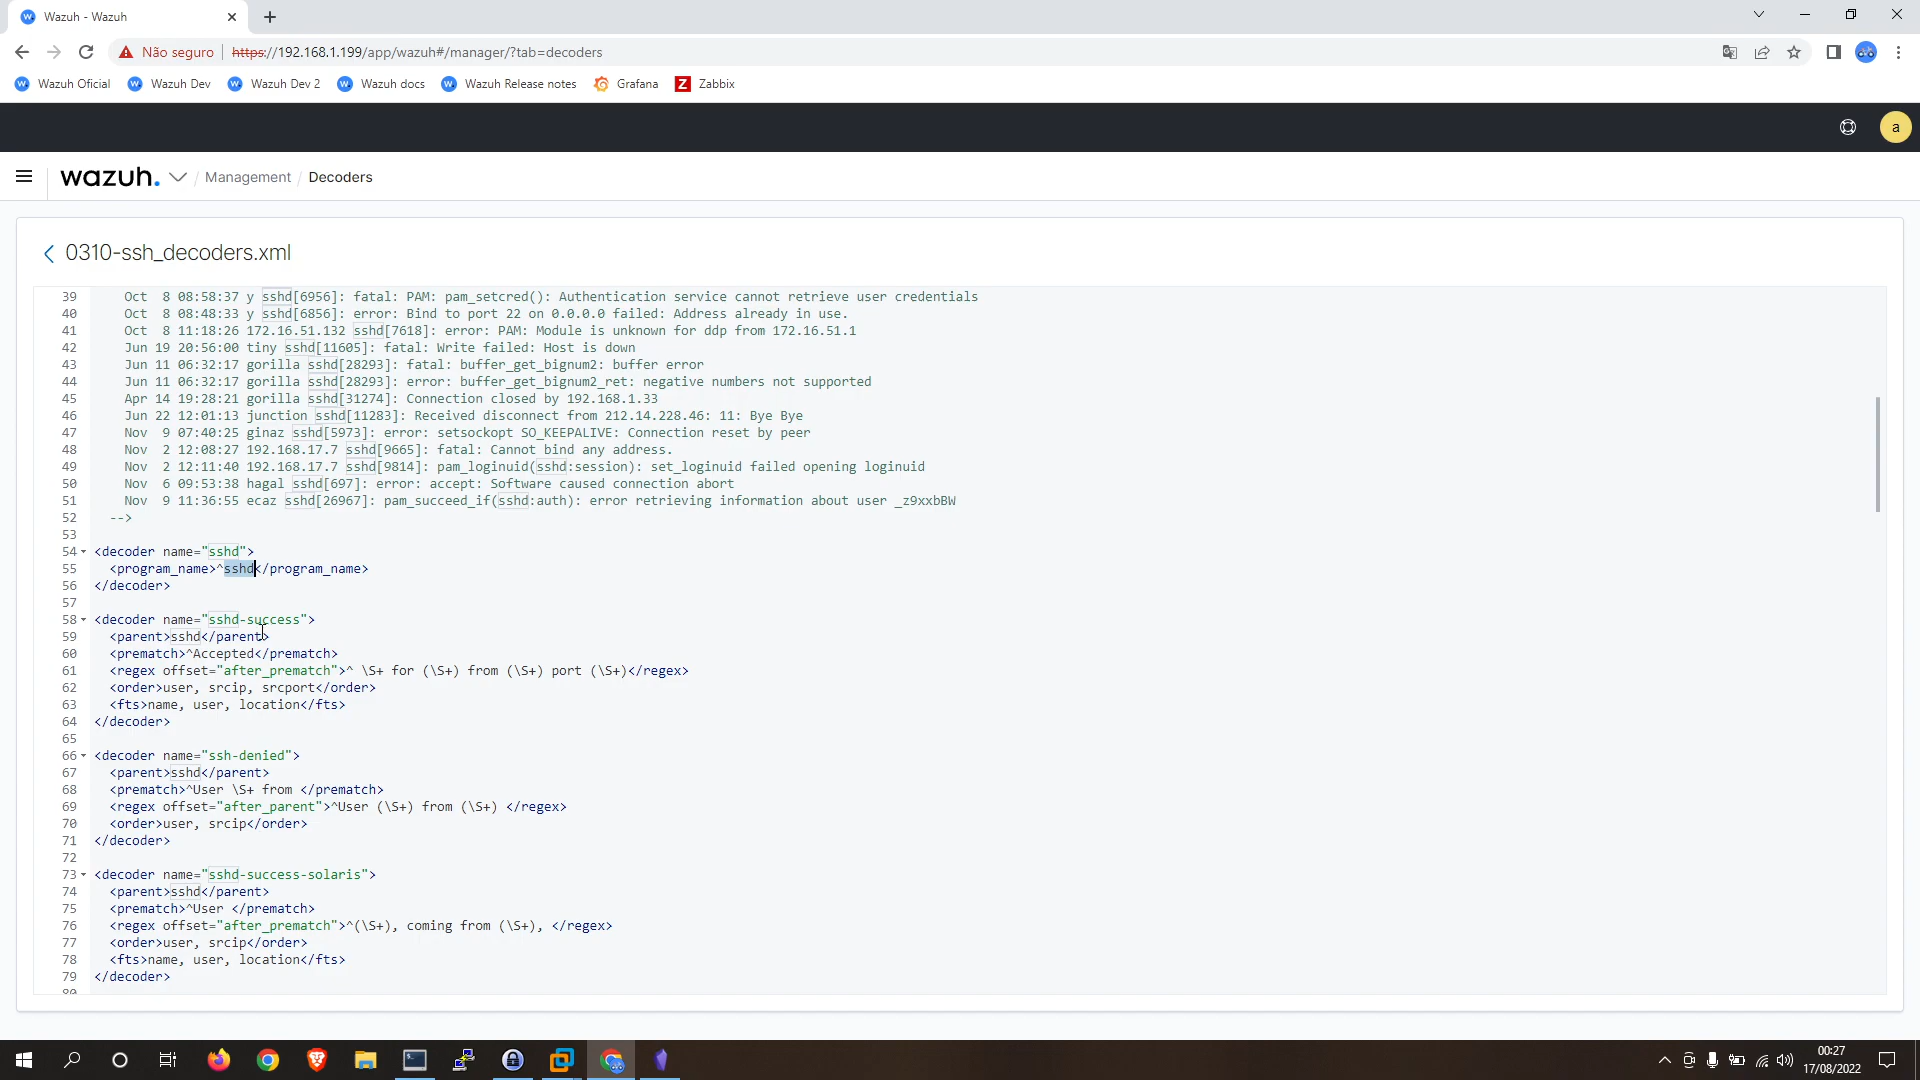 Wazuh - Wazuh
Não seguro
https://192.168.1.199/app/wazuh#/manager/?tab=decoders
Wazuh Oficial
Wazuh Dev
Wazuh Dev 2
Wazuh docs
Wazuh Release notes
Grafana
Zabbix
a
wazuh. / Management / Decoders
0310-ssh_decoders.xml
39 Oct  8 08:58:37 y sshd[6956]: fatal: PAM: pam_setcred(): Authentication service cannot retrieve user credentials
40 Oct  8 08:48:33 y sshd[6856]: error: Bind to port 22 on 0.0.0.0 failed: Address already in use.
41 Oct  8 11:18:26 172.16.51.132 sshd[7618]: error: PAM: Module is unknown for ddp from 172.16.51.1
42 Jun 19 20:56:00 tiny sshd[11605]: fatal: Write failed: Host is down
43 Jun 11 06:32:17 gorilla sshd[28293]: fatal: buffer_get_bignum2: buffer error
44 Jun 11 06:32:17 gorilla sshd[28293]: error: buffer_get_bignum2_ret: negative numbers not supported
45 Apr 14 19:28:21 gorilla sshd[31274]: Connection closed by 192.168.1.33
46 Jun 22 12:01:13 junction sshd[11283]: Received disconnect from 212.14.228.46: 11: Bye Bye
47 Nov  9 07:40:25 ginaz sshd[5973]: error: setsockopt SO_KEEPALIVE: Connection reset by peer
48 Nov  2 12:08:27 192.168.17.7 sshd[9665]: fatal: Cannot bind any address.
49 Nov  2 12:11:40 192.168.17.7 sshd[9814]: pam_loginuid(sshd:session): set_loginuid failed opening loginuid
50 Nov  6 09:53:38 hagal sshd[697]: error: accept: Software caused connection abort
51 Nov  9 11:36:55 ecaz sshd[26967]: pam_succeed_if(sshd:auth): error retrieving information about user _z9xxbBW
52 -->
53
54 <decoder name="sshd">
55 <program_name>^sshd</program_name>
56 </decoder>
57
58 <decoder name="sshd-success">
59 <parent>sshd</parent>
60 <prematch>^Accepted</prematch>
61 <regex offset="after_prematch">^ \S+ for (\S+) from (\S+) port (\S+)</regex>
62 <order>user, srcip, srcport</order>
63 <fts>name, user, location</fts>
64 </decoder>
65
66 <decoder name="ssh-denied">
67 <parent>sshd</parent>
68 <prematch>^User \S+ from </prematch>
69 <regex offset="after_parent">^User (\S+) from (\S+) </regex>
70 <order>user, srcip</order>
71 </decoder>
72
73 <decoder name="sshd-success-solaris">
74 <parent>sshd</parent>
75 <prematch>^User </prematch>
76 <regex offset="after_prematch">^(\S+), coming from (\S+), </regex>
77 <order>user, srcip</order>
78 <fts>name, user, location</fts>
79 </decoder>
80
00:27
17/08/2022